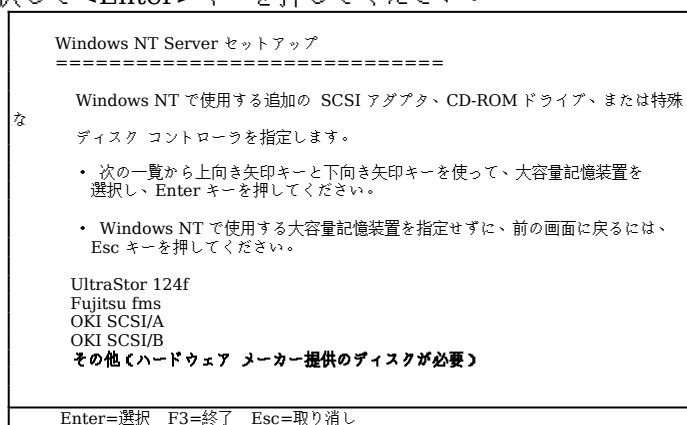 択して <Enter> キーを押してください。
Windows NT Server セットアップ
=============================
Windows NT で使用する追加の SCSI アダプタ、CD-ROM ドライブ、または特殊
な
ディスク コントローラを指定します。
・ 次の一覧から上向き矢印キーと下向き矢印キーを使って、大容量記憶装置を
選択し、Enter キーを押してください。
・ Windows NT で使用する大容量記憶装置を指定せずに、前の画面に戻るには、
Esc キーを押してください。
UltraStor 124f
Fujitsu fms
OKI SCSI/A
OKI SCSI/B
その他(ハードウェア メーカー提供のディスクが必要)
Enter=選択 F3=終了 Esc=取り消し